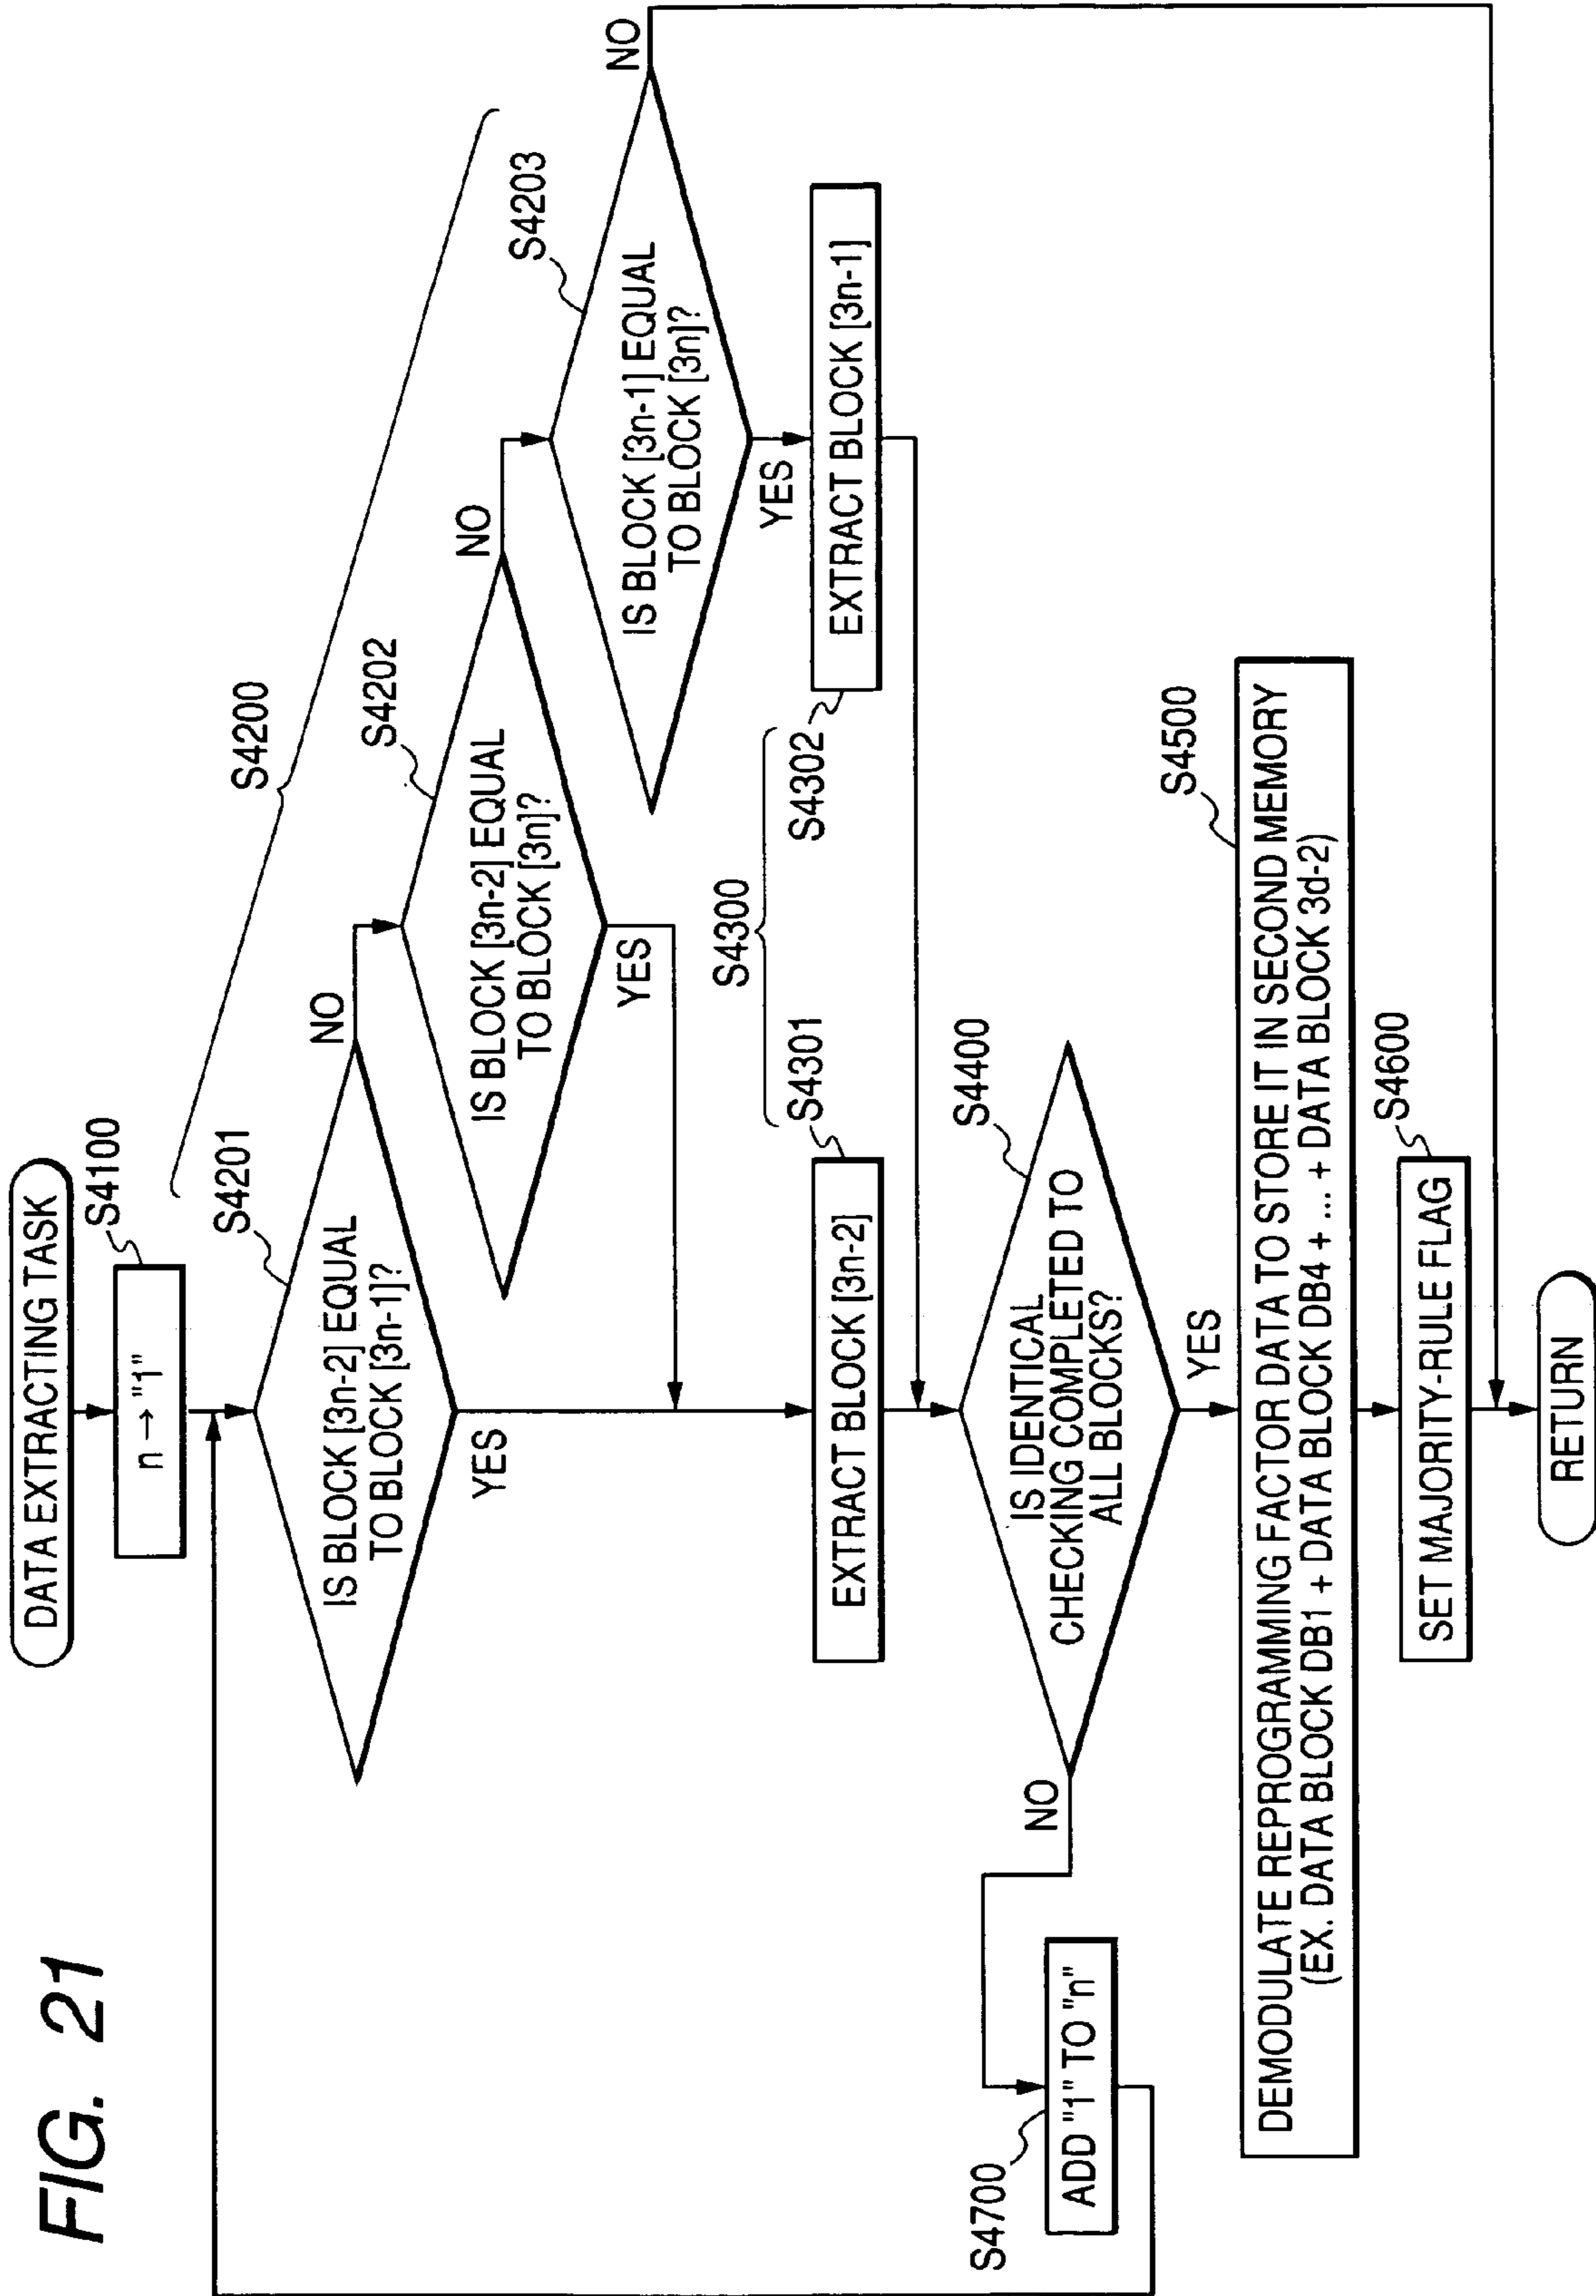 FIG. 21
DATA EXTRACTING TASK
S4100
n → "1"
S4200
S4201
IS BLOCK [3n-2] EQUAL
TO BLOCK [3n-1]?
NO
YES
S4202
IS BLOCK [3n-2] EQUAL
TO BLOCK [3n]?
NO
YES
S4203
IS BLOCK [3n-1] EQUAL
TO BLOCK [3n]?
NO
YES
S4300
S4301
EXTRACT BLOCK [3n-2]
S4302
EXTRACT BLOCK [3n-1]
S4400
IS IDENTICAL
CHECKING COMPLETED TO
ALL BLOCKS?
NO
YES
S4700
ADD "1" TO "n"
S4500
DEMODULATE REPROGRAMMING FACTOR DATA TO STORE IT IN SECOND MEMORY
(EX. DATA BLOCK DB1 + DATA BLOCK DB4 + ... + DATA BLOCK 3d-2)
S4600
SET MAJORITY-RULE FLAG
RETURN